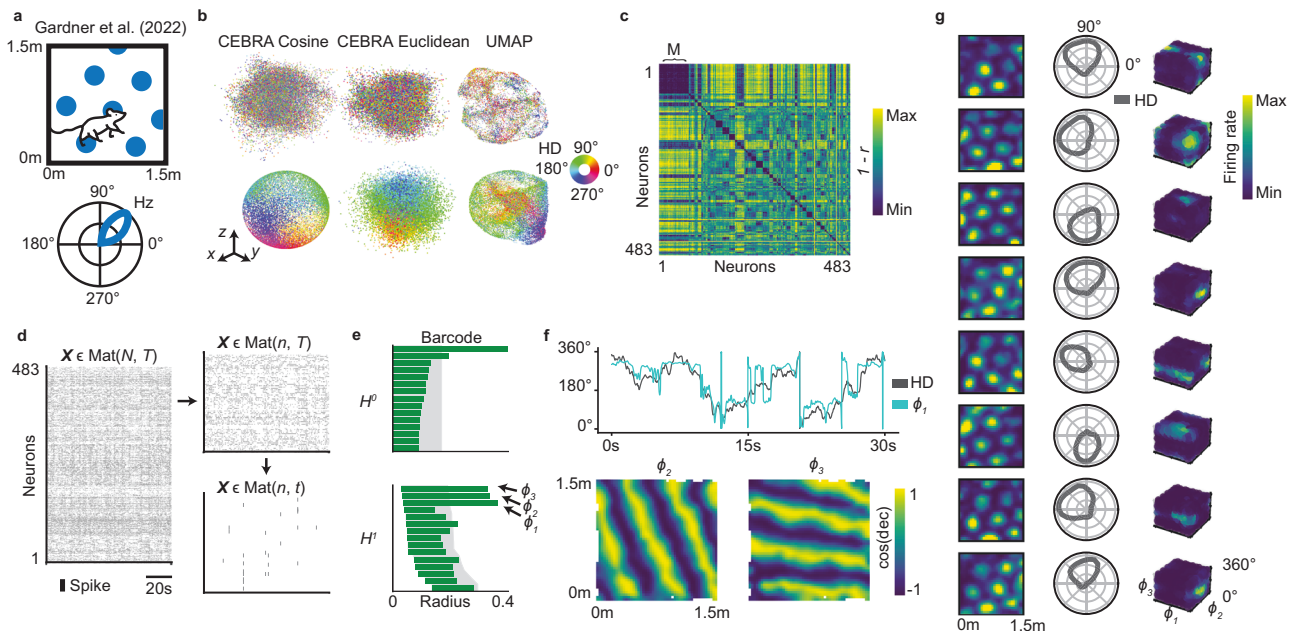 a
Gardner et al. (2022)
1.5m
0m
0m 1.5m
90°
Hz
180° 0°
270°
b
CEBRA Cosine CEBRA Euclidean UMAP
HD 90°
180° 0°
270°
z
x y
c
M
1
Neurons
483
1 Neurons 483
Max
1 - r
Min
d
X ϵ Mat(N, T)
483
Neurons
1
Spike 20s
X ϵ Mat(n, T)
X ϵ Mat(n, t)
e
Barcode
H⁰
H¹
ϕ₃
ϕ₂
ϕ₁
0 Radius 0.4
f
360°
180°
0°
0s 15s 30s
HD
ϕ₁
ϕ₂ ϕ₃
1.5m 1.5m
0m
0m 1.5m
1
cos(dec)
-1
g
90°
0°
HD
Max
Firing rate
Min
360°
0°
ϕ₃ ϕ₁ ϕ₂
0m 1.5m